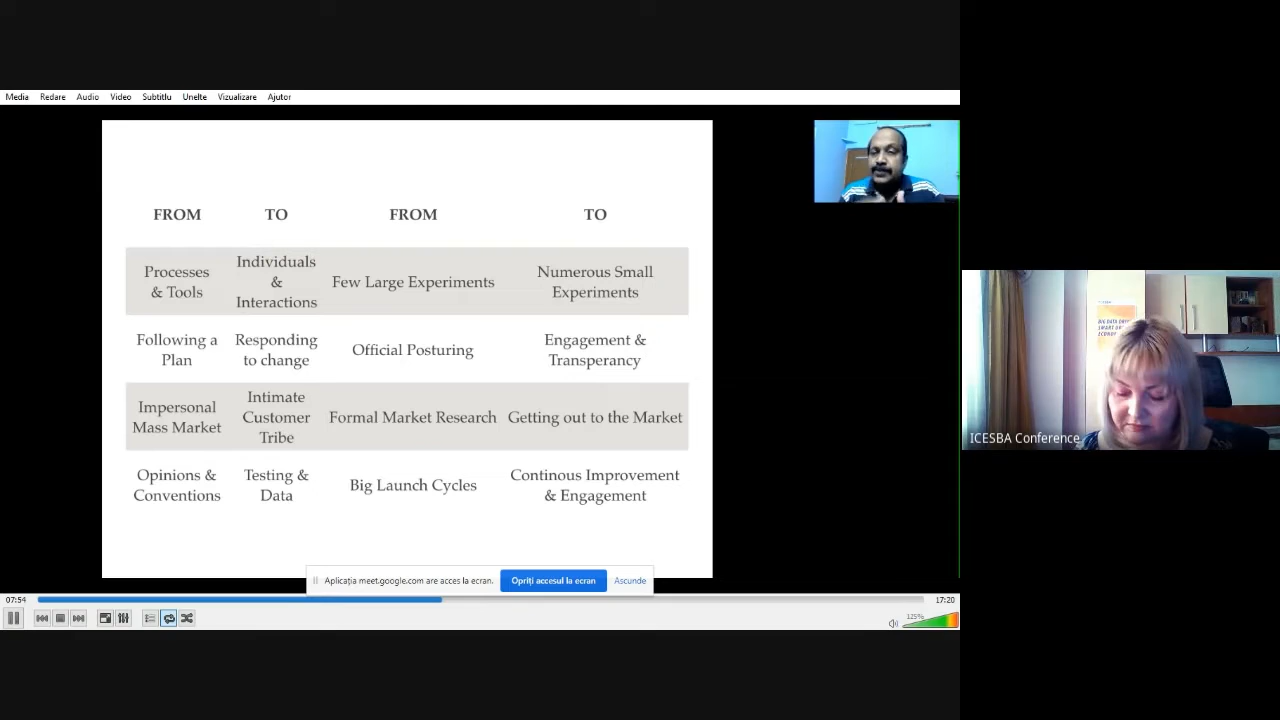 Media Redare Audio Video Subtitlu Unelte Vizualizare Ajutor
FROM TO FROM TO
Processes
& Tools
Individuals
&
Interactions
Few Large Experiments
Numerous Small
Experiments
Following a
Plan
Responding
to change
Official Posturing
Engagement &
Transperancy
Impersonal
Mass Market
Intimate
Customer
Tribe
Formal Market Research
Getting out to the Market
Opinions &
Conventions
Testing &
Data
Big Launch Cycles
Continous Improvement
& Engagement
Aplicația meet.google.com are acces la ecran.
Opriți accesul la ecran
Ascunde
07:54
17:20
125%
ICESBA Conference